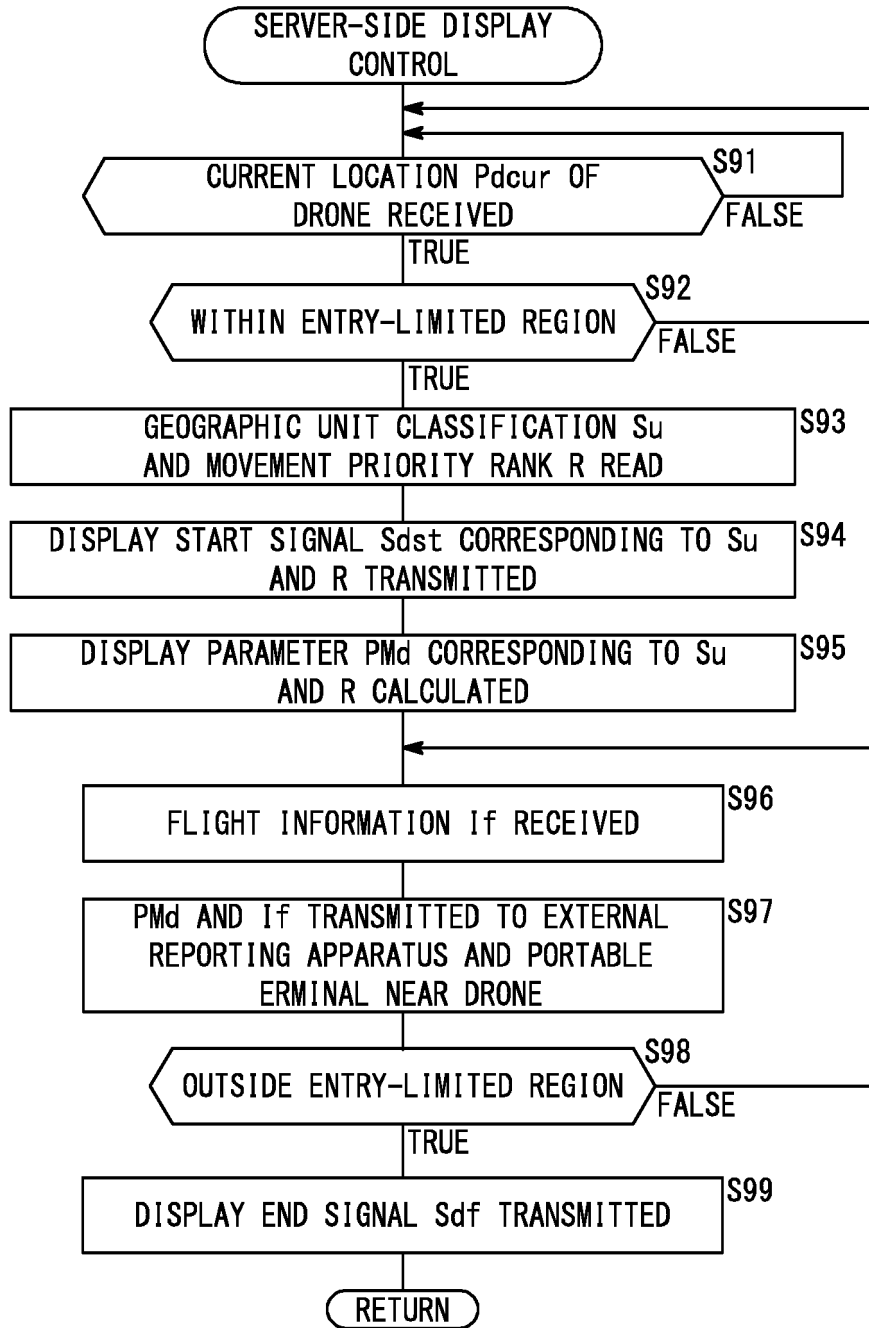 SERVER-SIDE DISPLAY
CONTROL
CURRENT LOCATION Pdcur OF
DRONE RECEIVED
S91
FALSE
TRUE
WITHIN ENTRY-LIMITED REGION
S92
FALSE
TRUE
GEOGRAPHIC UNIT CLASSIFICATION Su
AND MOVEMENT PRIORITY RANK R READ
S93
DISPLAY START SIGNAL Sdst CORRESPONDING TO Su
AND R TRANSMITTED
S94
DISPLAY PARAMETER PMd CORRESPONDING TO Su
AND R CALCULATED
S95
FLIGHT INFORMATION If RECEIVED
S96
PMd AND If TRANSMITTED TO EXTERNAL
REPORTING APPARATUS AND PORTABLE
ERMINAL NEAR DRONE
S97
OUTSIDE ENTRY-LIMITED REGION
S98
FALSE
TRUE
DISPLAY END SIGNAL Sdf TRANSMITTED
S99
RETURN